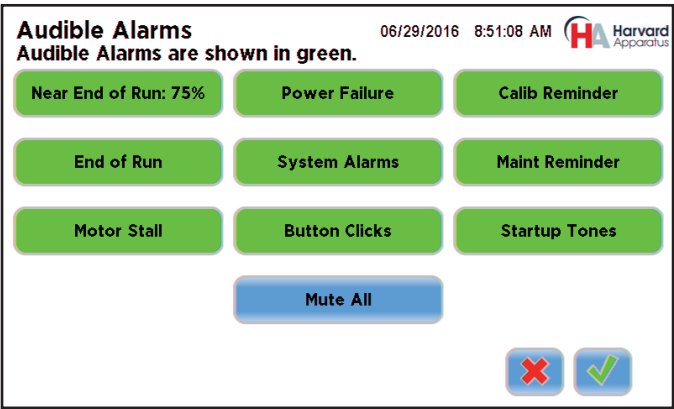 Audible Alarms
06/29/2016 8:51:08 AM
HA Harvard
Apparatus
Audible Alarms are shown in green.
Near End of Run: 75%
Power Failure
Calib Reminder
End of Run
System Alarms
Maint Reminder
Motor Stall
Button Clicks
Startup Tones
Mute All